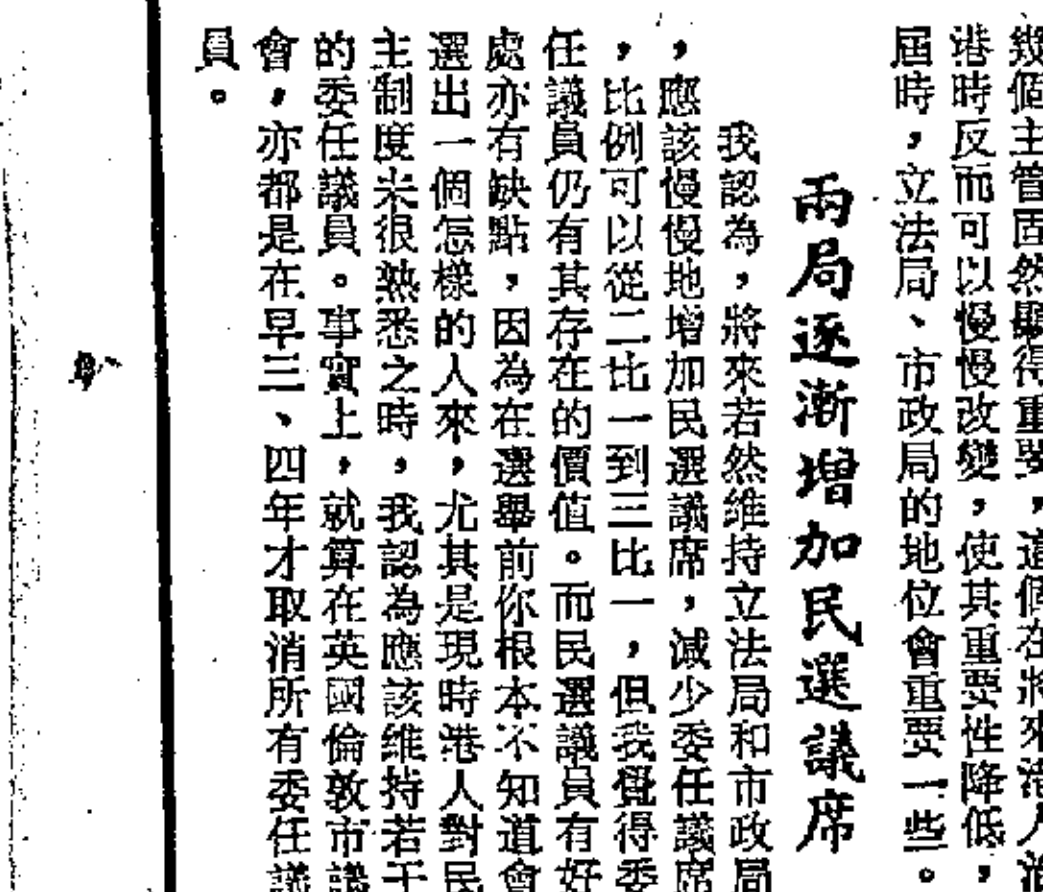 幾個主管固然顯得重要，這個在將來港人治
港時反而可以慢慢改變，使其重要性降低，
屆時，立法局、市政局的地位會重要一些。
兩局逐漸增加民選議席
我認為，將來若然維持立法局和市政局
，應該慢慢地增加民選議席，減少委任議席
，比例可以從二比一到三比一，但我覺得委
任議員仍有其存在的價值。而民選議員有好
處亦有缺點，因為在選舉前你根本不知道會
選出一個怎樣的人來，尤其是現時港人對民
主制度米很熟悉之時，我認為應該維持若干
的委任議員。事實上，就算在英國倫敦市議
會，亦都是在早三、四年才取消所有委任議
員。